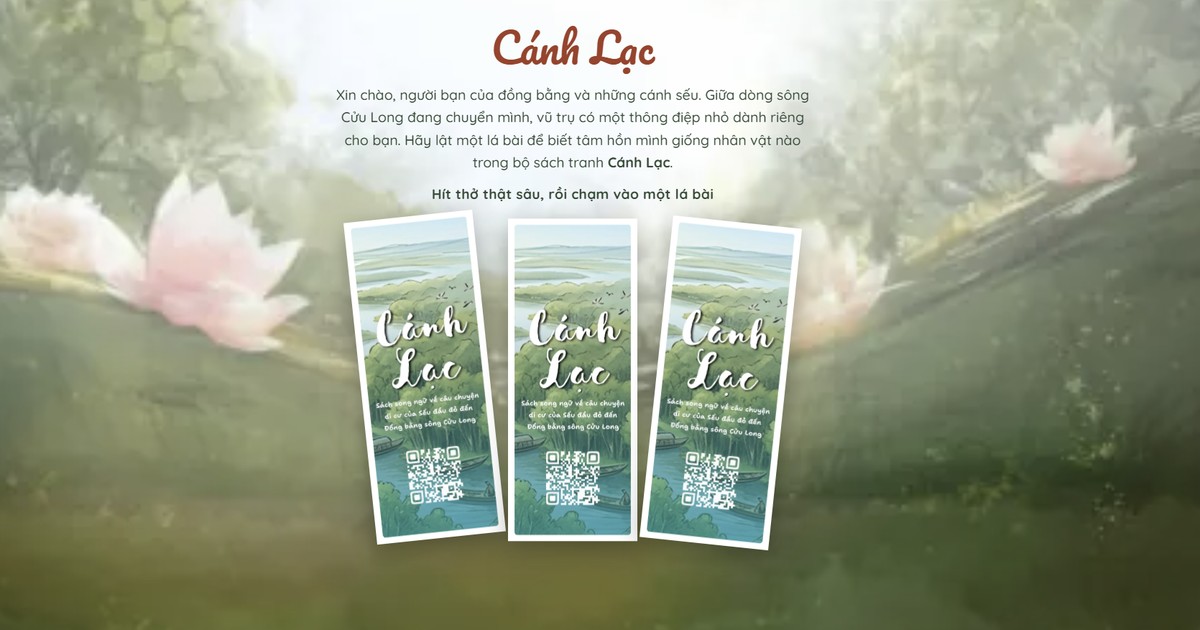 Cánh Lạc
Xin chào, người bạn của đồng bằng và những cánh sếu. Giữa dòng sông
Cửu Long đang chuyển mình, vũ trụ có một thông điệp nhỏ dành riêng
cho bạn. Hãy lật một lá bài để biết tâm hồn mình giống nhân vật nào
trong bộ sách tranh Cánh Lạc.
Hít thở thật sâu, rồi chạm vào một lá bài
Cánh
Lạc
Sách song ngữ về câu chuyện
di cư của Sếu đầu đỏ đến
Đồng bằng sông Cửu Long
Cánh
Lạc
Sách song ngữ về câu chuyện
di cư của Sếu đầu đỏ đến
Đồng bằng sông Cửu Long
Cánh
Lạc
Sách song ngữ về câu chuyện
di cư của Sếu đầu đỏ đến
Đồng bằng sông Cửu Long